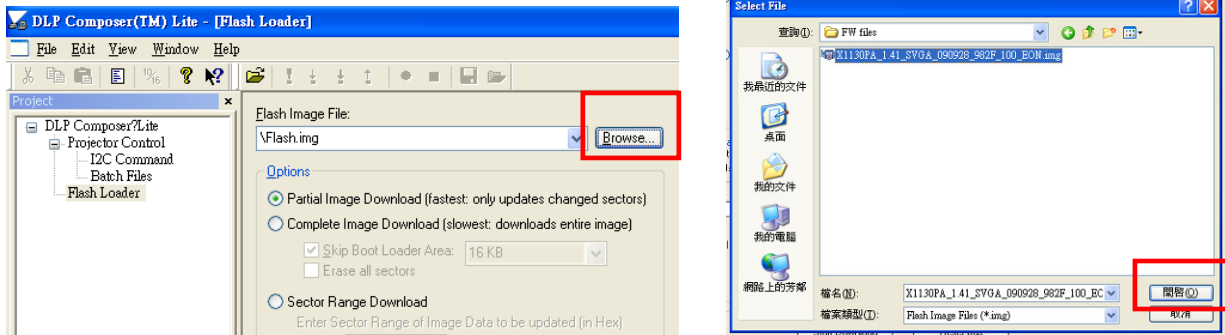 DLP Composer(TM) Lite - [Flash Loader]
File Edit View Window Help
Project
DLP Composer?Lite
Projector Control
I2C Command
Batch Files
Flash Loader
Flash Image File:
\Flash.img
Browse...
Options
Partial Image Download (fastest: only updates changed sectors)
Complete Image Download (slowest: downloads entire image)
Skip Boot Loader Area: 16 KB
Erase all sectors
Sector Range Download
Enter Sector Range of Image Data to be updated (in Hex)
Select File
查詢(I): FW files
X1130PA_1.41_SVGA_090928_982F_100_EON.img
我最近的文件
桌面
我的文件
我的電腦
網路上的芳鄰
檔名(N): X1130PA_1.41_SVGA_090928_982F_100_EC 開啓(O)
檔案類型(T): Flash Image Files (*.img) 取消